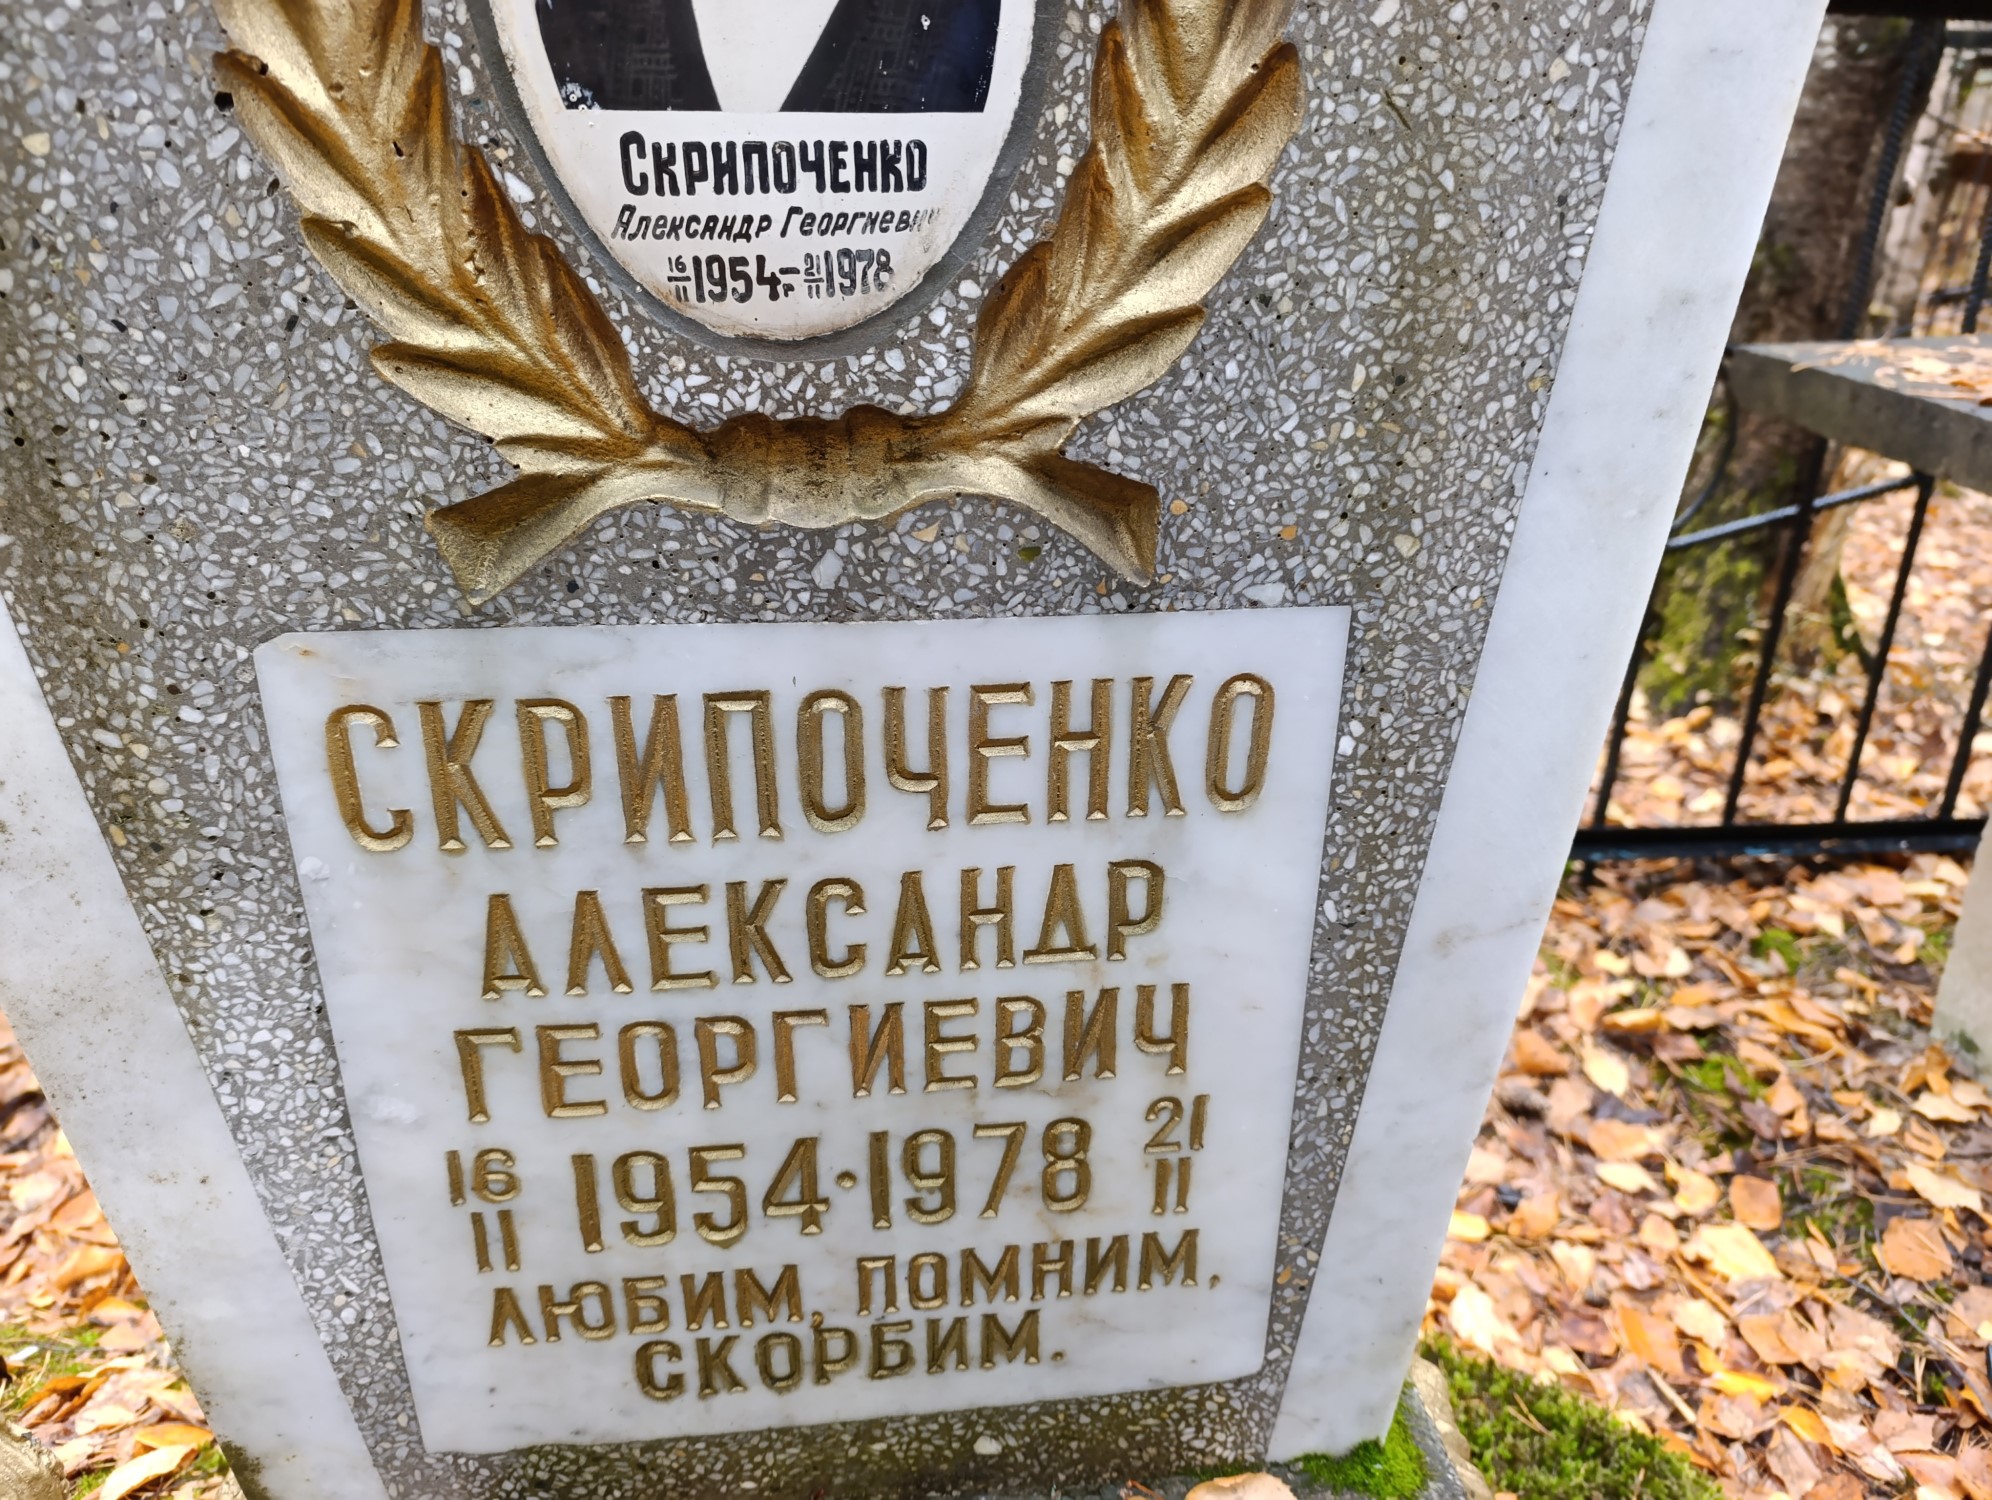 Скрипоченко
Александр Георгиевич
16/II 1954г.– 21/II 1978
СКРИПОЧЕНКО
АЛЕКСАНДР
ГЕОРГИЕВИЧ
16/II 1954·1978 21/II
ЛЮБИМ, ПОМНИМ,
СКОРБИМ.